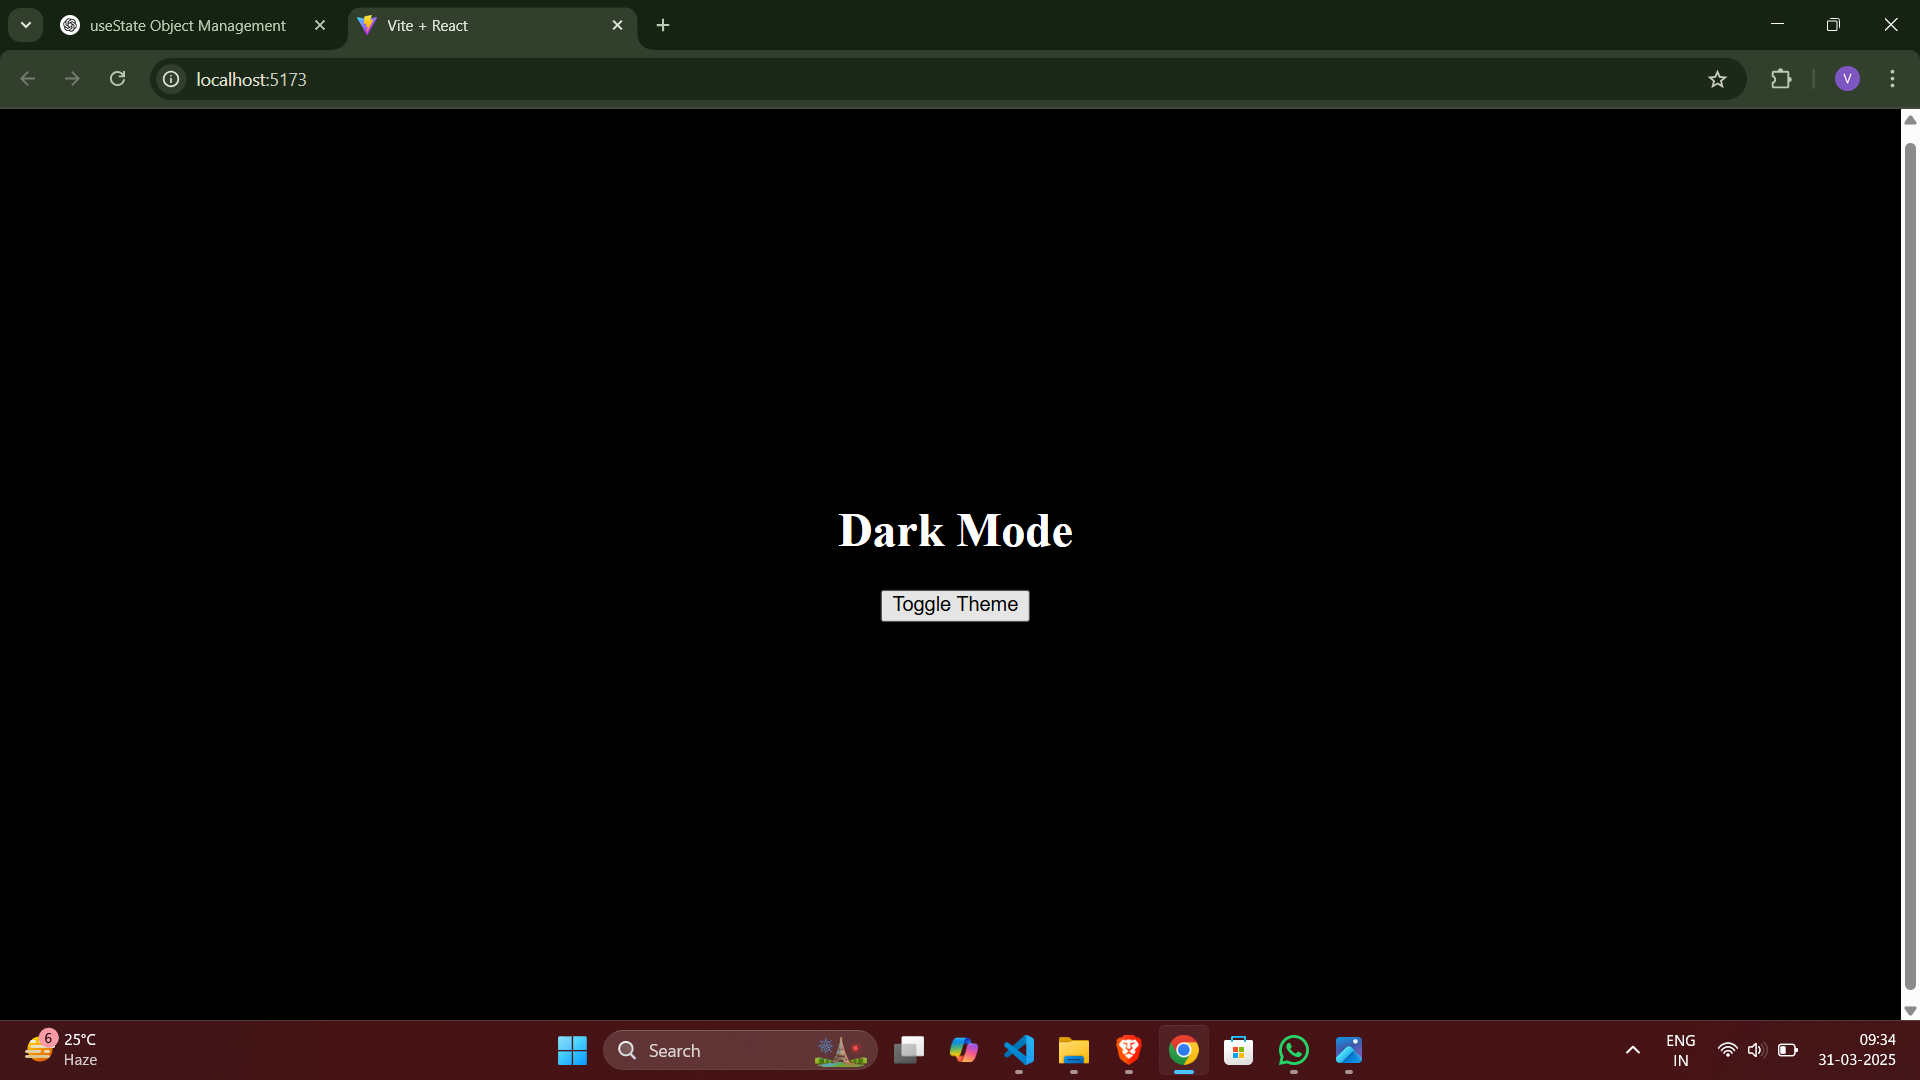 useState Object Management
Vite + React
localhost:5173
V
Dark Mode
Toggle Theme
6
25°C
Haze
Search
ENG
IN
09:34
31-03-2025